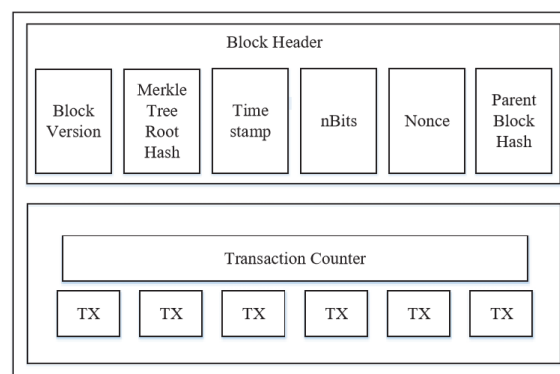 Block Header
Block
Version
Merkle
Tree
Root
Hash
Time
stamp
nBits
Nonce
Parent
Block
Hash
Transaction Counter
TX
TX
TX
TX
TX
TX